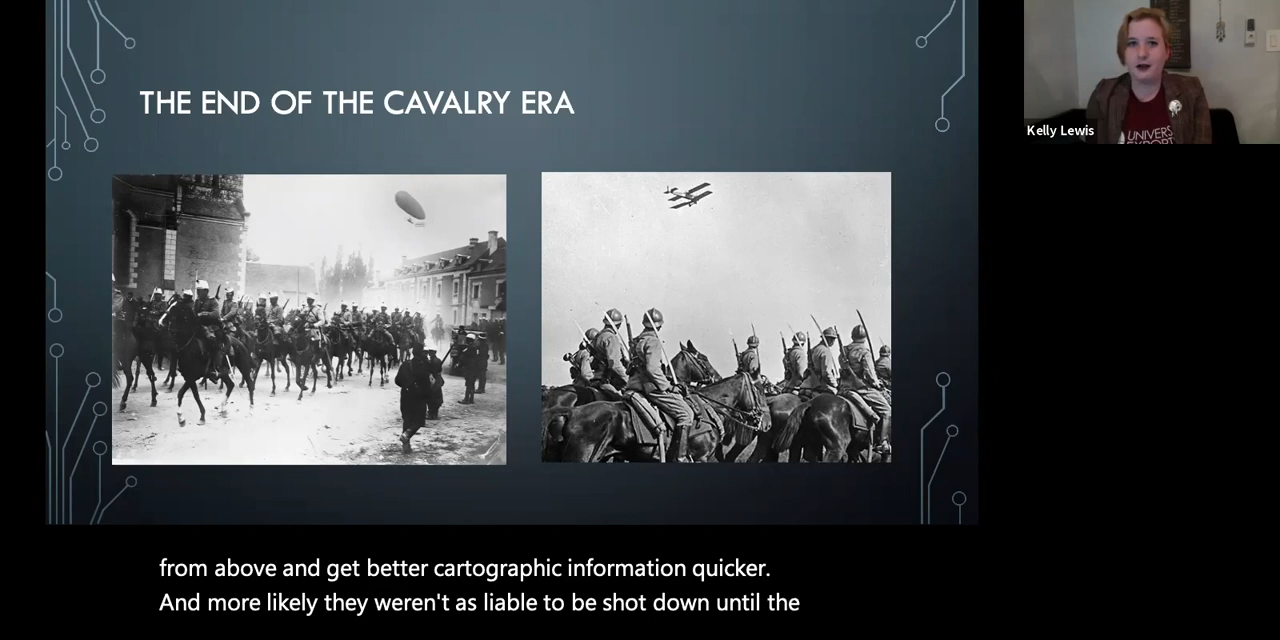 THE END OF THE CAVALRY ERA
Kelly Lewis
UNIVERS
from above and get better cartographic information quicker.
And more likely they weren't as liable to be shot down until the